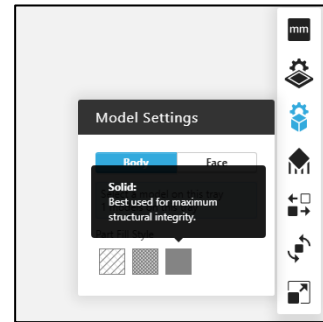 mm
Model Settings
Body Face
Solid:
Best used for maximum
structural integrity.
Part Fill Style